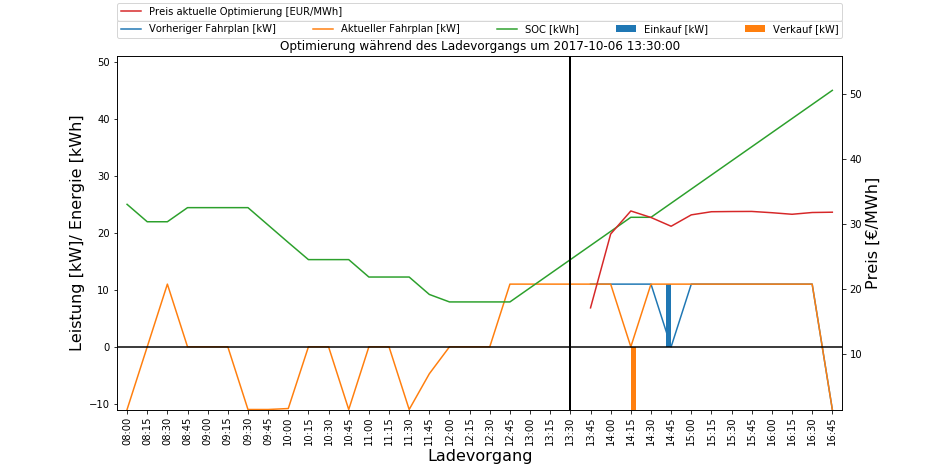 Preis aktuelle Optimierung [EUR/MWh]
Vorheriger Fahrplan [kW] Aktueller Fahrplan [kW] SOC [kWh] Einkauf [kW] Verkauf [kW]
Optimierung während des Ladevorgangs um 2017-10-06 13:30:00
Leistung [kW]/ Energie [kWh]
50
40
30
20
10
0
−10
Preis [€/MWh]
50
40
30
20
10
08:00 08:15 08:30 08:45 09:00 09:15 09:30 09:45 10:00 10:15 10:30 10:45 11:00 11:15 11:30 11:45 12:00 12:15 12:30 12:45 13:00 13:15 13:30 13:45 14:00 14:15 14:30 14:45 15:00 15:15 15:30 15:45 16:00 16:15 16:30 16:45
Ladevorgang